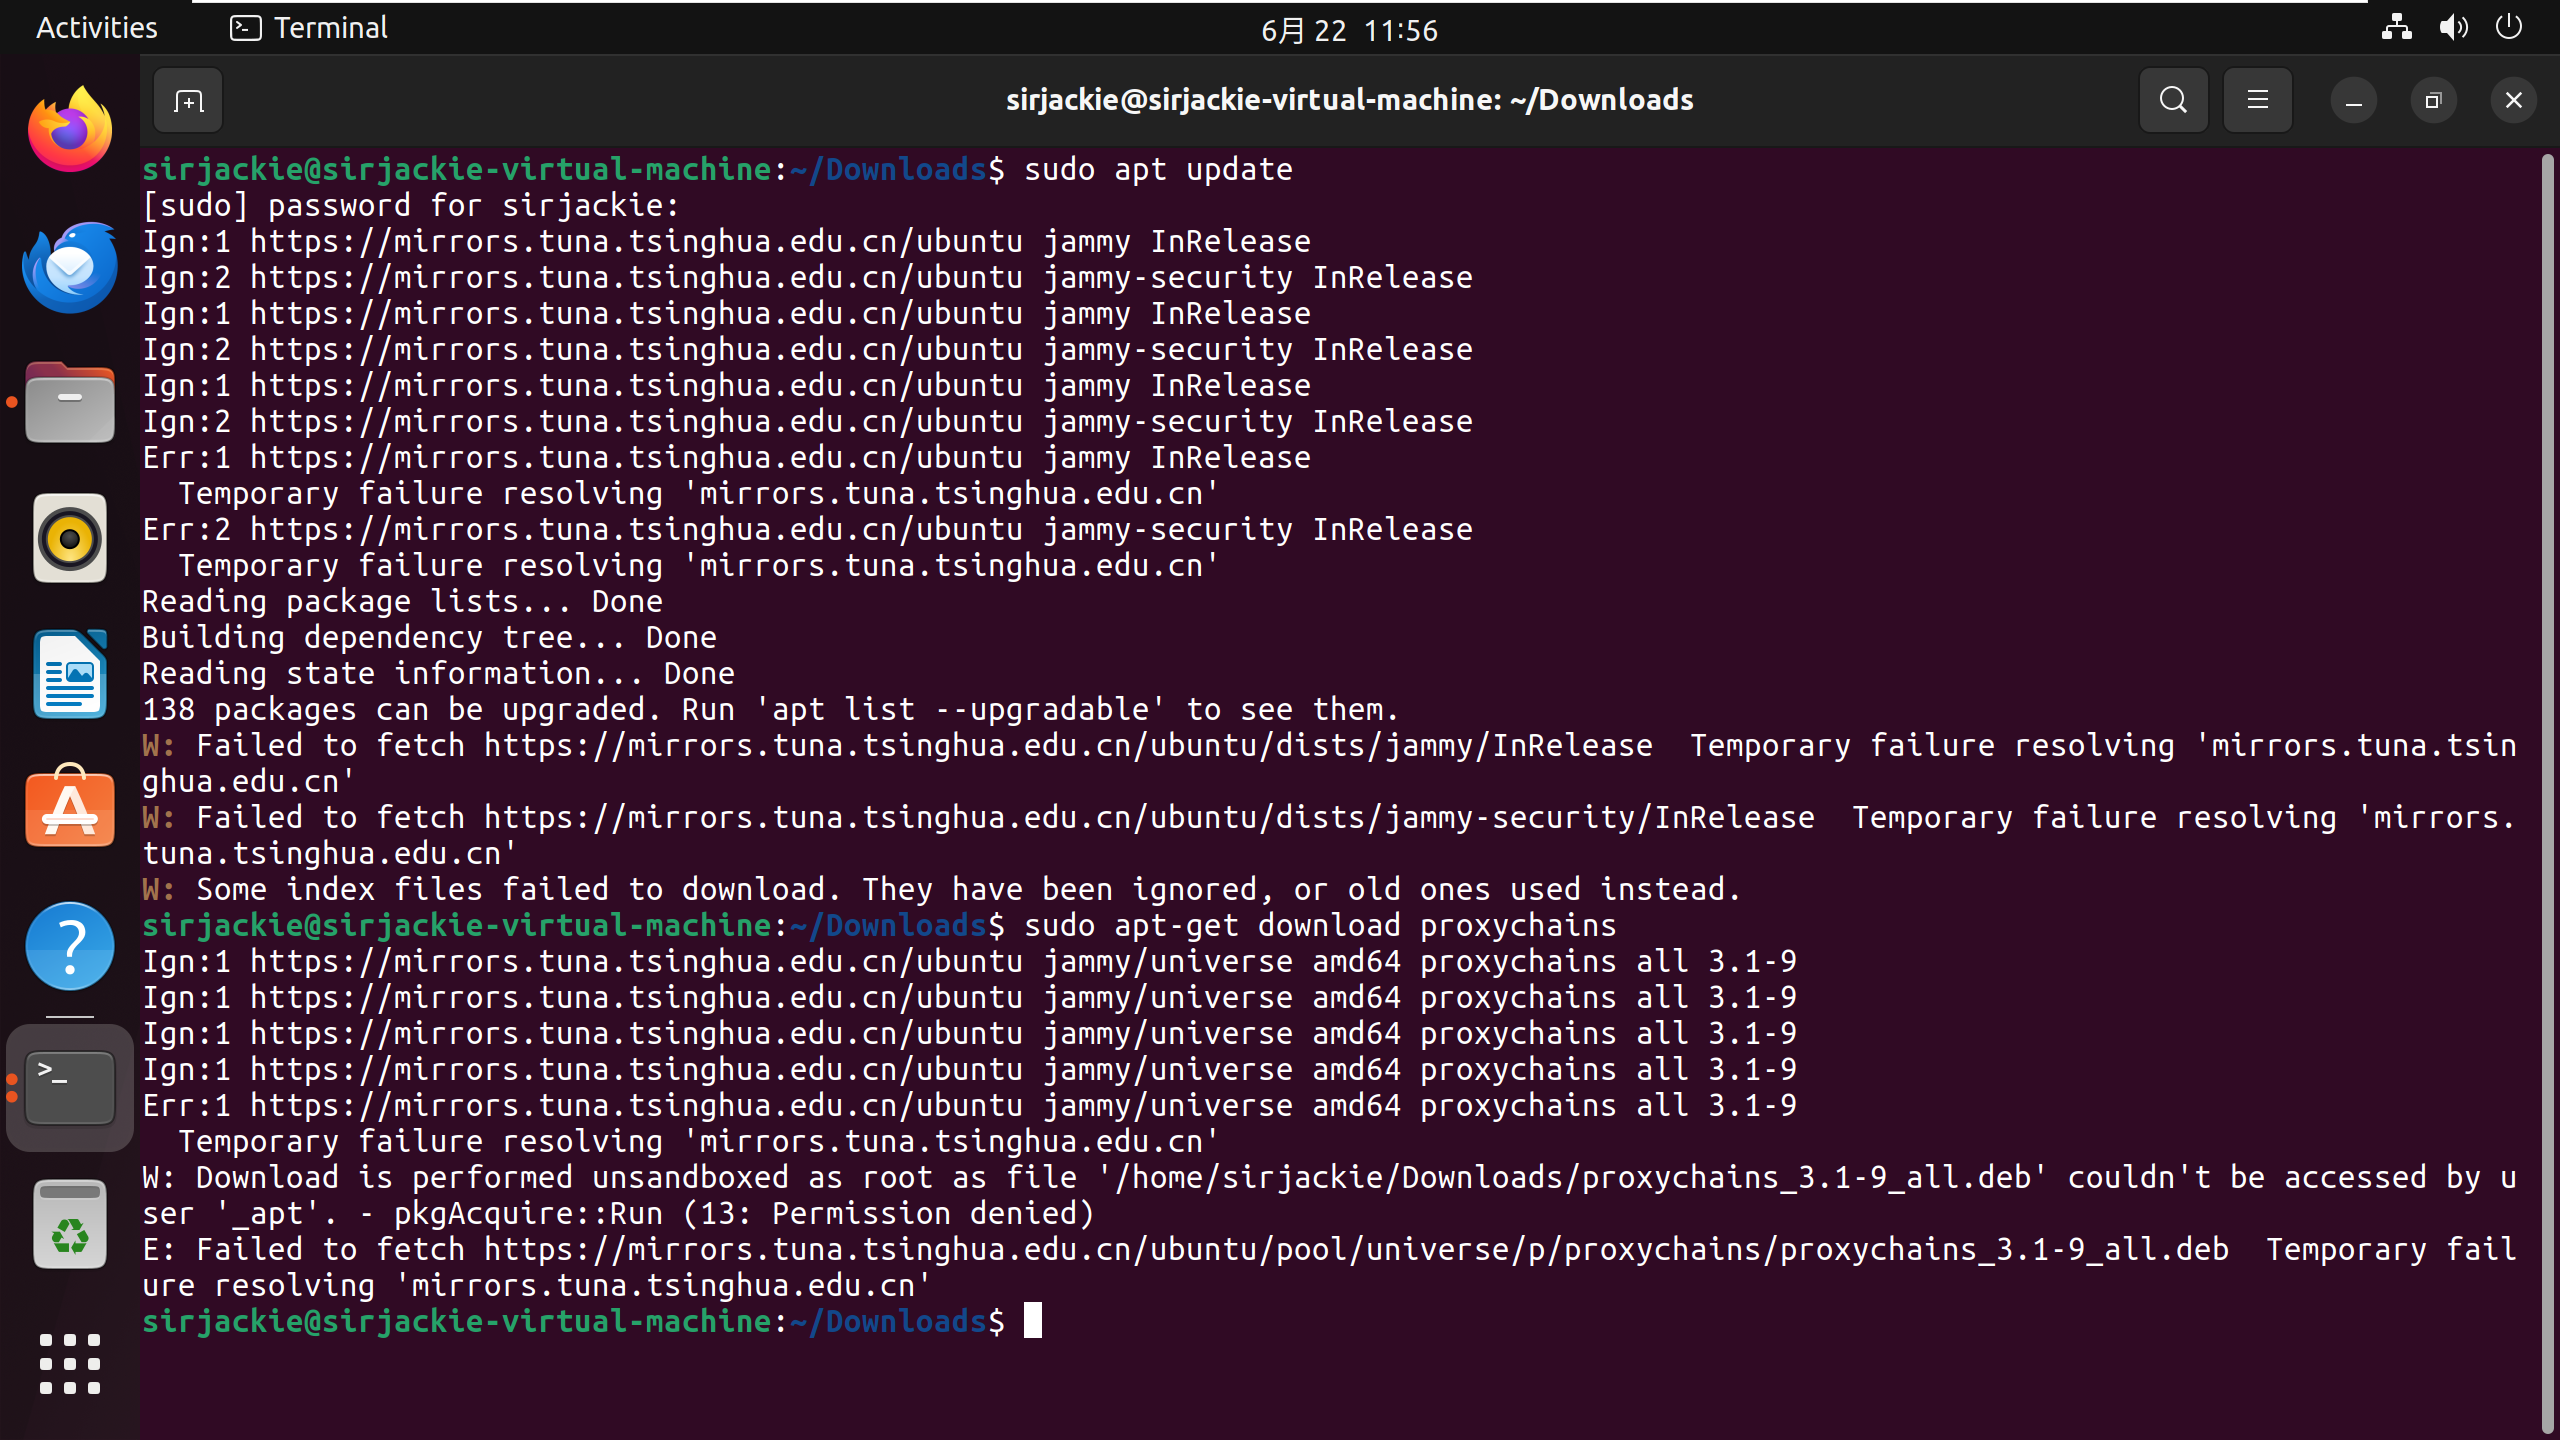 Activities
Terminal
6月 22 11:56
sirjackie@sirjackie-virtual-machine: ~/Downloads
sirjackie@sirjackie-virtual-machine:~/Downloads$ sudo apt update
[sudo] password for sirjackie:
Ign:1 https://mirrors.tuna.tsinghua.edu.cn/ubuntu jammy InRelease
Ign:2 https://mirrors.tuna.tsinghua.edu.cn/ubuntu jammy-security InRelease
Ign:1 https://mirrors.tuna.tsinghua.edu.cn/ubuntu jammy InRelease
Ign:2 https://mirrors.tuna.tsinghua.edu.cn/ubuntu jammy-security InRelease
Ign:1 https://mirrors.tuna.tsinghua.edu.cn/ubuntu jammy InRelease
Ign:2 https://mirrors.tuna.tsinghua.edu.cn/ubuntu jammy-security InRelease
Err:1 https://mirrors.tuna.tsinghua.edu.cn/ubuntu jammy InRelease
  Temporary failure resolving 'mirrors.tuna.tsinghua.edu.cn'
Err:2 https://mirrors.tuna.tsinghua.edu.cn/ubuntu jammy-security InRelease
  Temporary failure resolving 'mirrors.tuna.tsinghua.edu.cn'
Reading package lists... Done
Building dependency tree... Done
Reading state information... Done
138 packages can be upgraded. Run 'apt list --upgradable' to see them.
W: Failed to fetch https://mirrors.tuna.tsinghua.edu.cn/ubuntu/dists/jammy/InRelease  Temporary failure resolving 'mirrors.tuna.tsin
ghua.edu.cn'
W: Failed to fetch https://mirrors.tuna.tsinghua.edu.cn/ubuntu/dists/jammy-security/InRelease  Temporary failure resolving 'mirrors.
tuna.tsinghua.edu.cn'
W: Some index files failed to download. They have been ignored, or old ones used instead.
sirjackie@sirjackie-virtual-machine:~/Downloads$ sudo apt-get download proxychains
Ign:1 https://mirrors.tuna.tsinghua.edu.cn/ubuntu jammy/universe amd64 proxychains all 3.1-9
Ign:1 https://mirrors.tuna.tsinghua.edu.cn/ubuntu jammy/universe amd64 proxychains all 3.1-9
Ign:1 https://mirrors.tuna.tsinghua.edu.cn/ubuntu jammy/universe amd64 proxychains all 3.1-9
Ign:1 https://mirrors.tuna.tsinghua.edu.cn/ubuntu jammy/universe amd64 proxychains all 3.1-9
Err:1 https://mirrors.tuna.tsinghua.edu.cn/ubuntu jammy/universe amd64 proxychains all 3.1-9
  Temporary failure resolving 'mirrors.tuna.tsinghua.edu.cn'
W: Download is performed unsandboxed as root as file '/home/sirjackie/Downloads/proxychains_3.1-9_all.deb' couldn't be accessed by u
ser '_apt'. - pkgAcquire::Run (13: Permission denied)
E: Failed to fetch https://mirrors.tuna.tsinghua.edu.cn/ubuntu/pool/universe/p/proxychains/proxychains_3.1-9_all.deb  Temporary fail
ure resolving 'mirrors.tuna.tsinghua.edu.cn'
sirjackie@sirjackie-virtual-machine:~/Downloads$